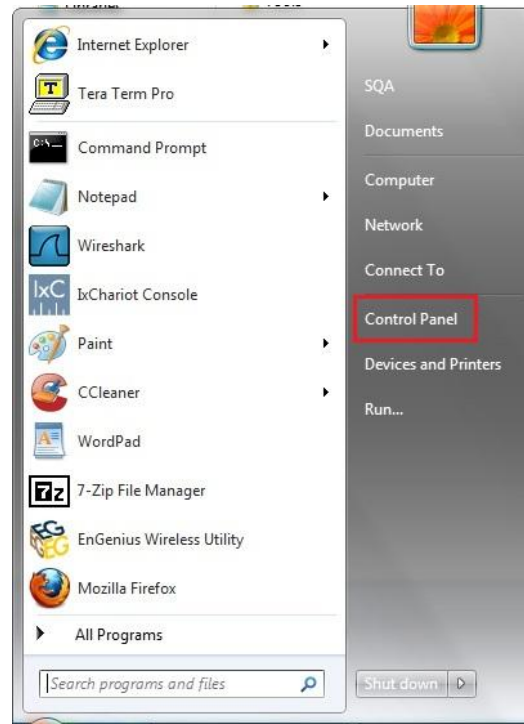 Internet Explorer
Tera Term Pro
Command Prompt
Notepad
Wireshark
IxChariot Console
Paint
CCleaner
WordPad
7-Zip File Manager
EnGenius Wireless Utility
Mozilla Firefox
All Programs
Search programs and files
SQA
Documents
Computer
Network
Connect To
Control Panel
Devices and Printers
Run...
Shut down
T
C:\
IxC
7z